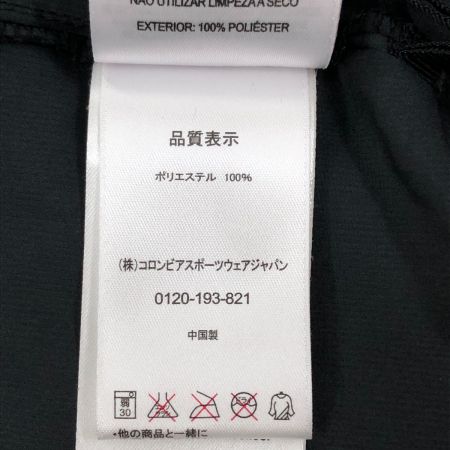 NÃO UTILIZAR LIMPEZA A SECO
EXTERIOR: 100% POLIÉSTER
品質表示
ポリエステル 100%
(株)コロンビアスポーツウェアジャパン
0120-193-821
中国製
弱
30
•他の商品と一緒に